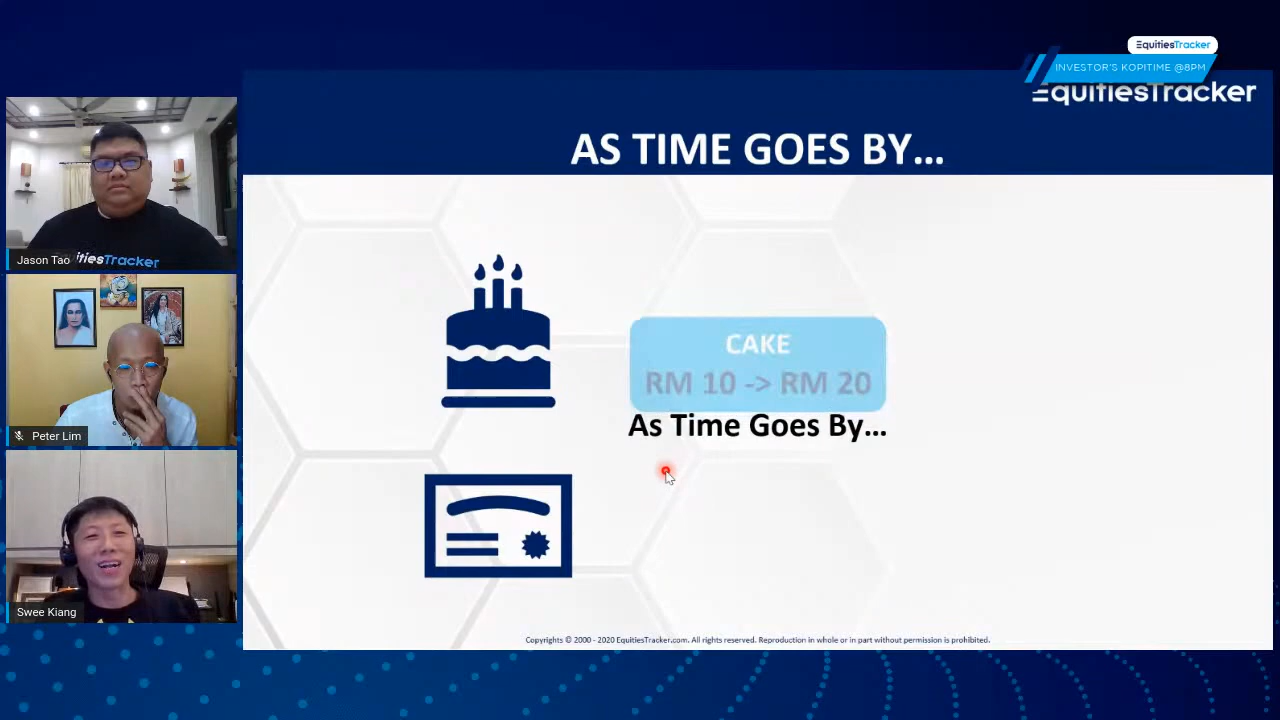 EquitiesTracker
INVESTOR'S KOPITIME @8PM
EquitiesTracker
AS TIME GOES BY...
Jason Tao
itiesTracker
Peter Lim
Swee Kiang
CAKE
RM 10 -> RM 20
As Time Goes By...
Copyrights © 2000 - 2020 EquitiesTracker.com. All rights reserved. Reproduction in whole or in part without permission is prohibited.